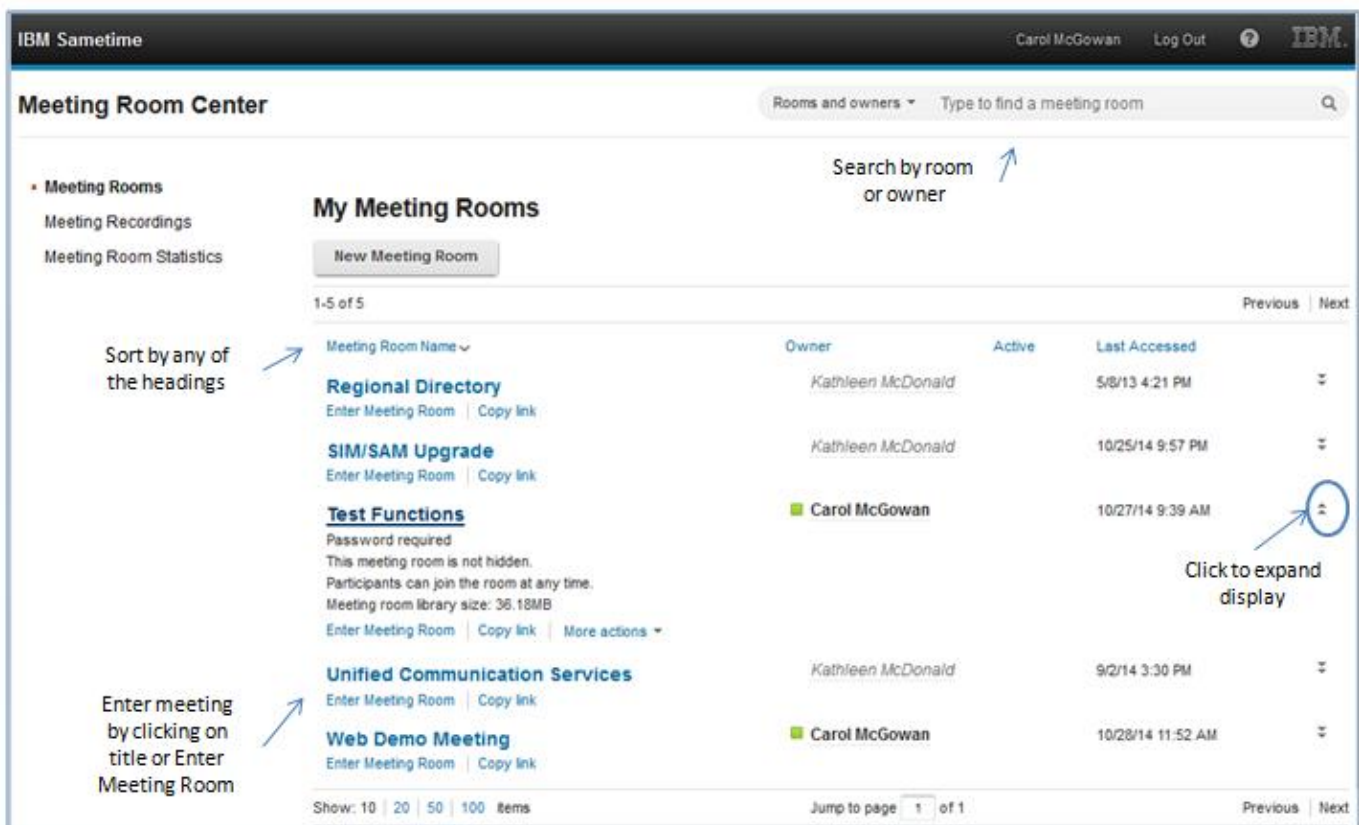 IBM Sametime
Carol McGowan Log Out ? IBM.
Meeting Room Center
Rooms and owners Type to find a meeting room
Search by room
or owner
Meeting Rooms
Meeting Recordings
Meeting Room Statistics
My Meeting Rooms
New Meeting Room
1-5 of 5
Previous | Next
Sort by any of
the headings
Meeting Room Name Owner Active Last Accessed
Regional Directory Kathleen McDonald 5/8/13 4:21 PM
Enter Meeting Room | Copy link
SIM/SAM Upgrade Kathleen McDonald 10/25/14 9:57 PM
Enter Meeting Room | Copy link
Test Functions Carol McGowan 10/27/14 9:39 AM
Password required
This meeting room is not hidden.
Participants can join the room at any time.
Meeting room library size: 36.18MB
Enter Meeting Room | Copy link | More actions
Click to expand
display
Unified Communication Services Kathleen McDonald 9/2/14 3:30 PM
Enter Meeting Room | Copy link
Enter meeting
by clicking on
title or Enter
Meeting Room
Web Demo Meeting Carol McGowan 10/28/14 11:52 AM
Enter Meeting Room | Copy link
Show: 10 | 20 | 50 | 100 items
Jump to page 1 of 1
Previous | Next